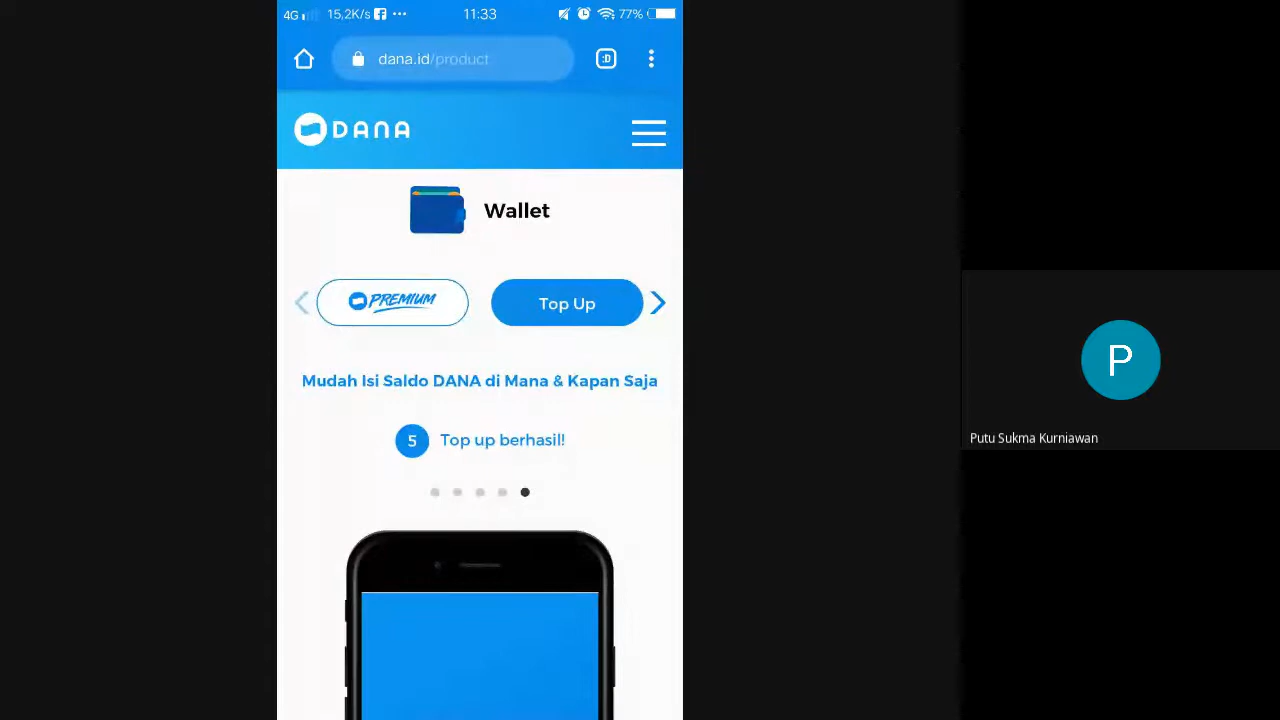 4G 15,2K/s ••• 11:33 77%
dana.id/product :D
DANA
Wallet
PREMIUM Top Up
Mudah Isi Saldo DANA di Mana & Kapan Saja
5 Top up berhasil!
P
Putu Sukma Kurniawan